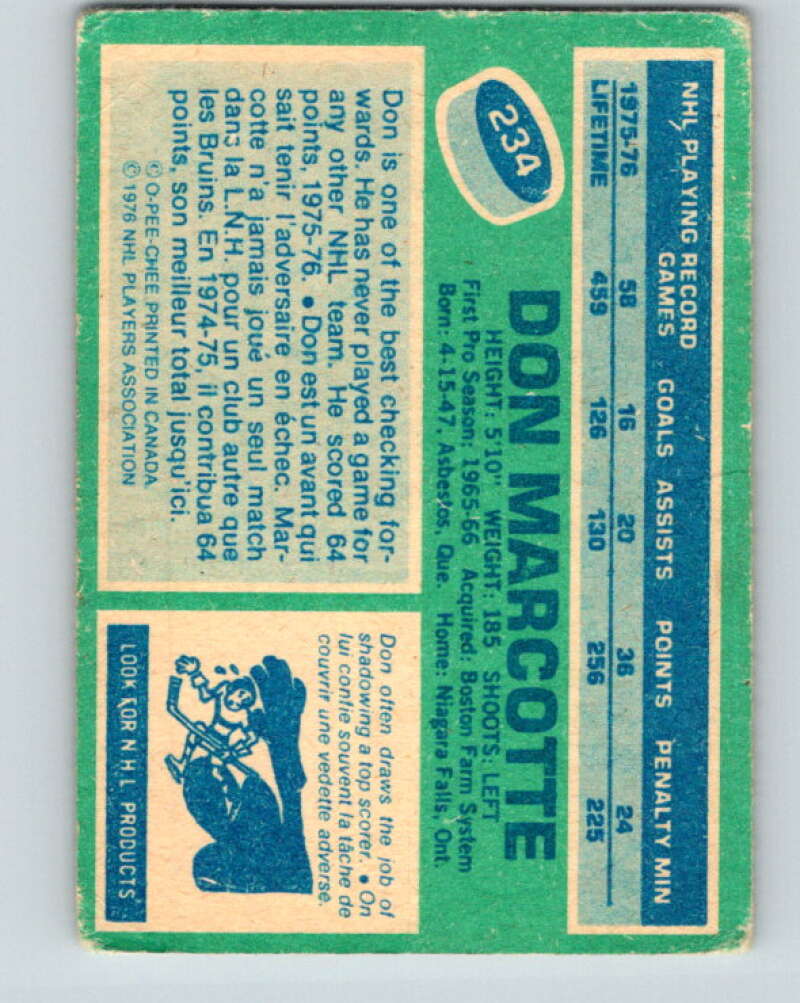 234
DON MARCOTTE
HEIGHT: 5'10" WEIGHT: 185 SHOOTS: LEFT
First Pro Season: 1965-66 Acquired: Boston Farm System
Born: 4-15-47, Asbestos, Que. Home: Niagara Falls, Ont.
NHL PLAYING RECORD
GAMES GOALS ASSISTS POINTS PENALTY MIN
1975-76 58 16 20 36 24
LIFETIME 459 126 130 256 225
Don is one of the best checking for-
wards. He has never played a game for
any other NHL team. He scored 64
points, 1975-76. • Don est un avant qui
sait tenir l'adversaire en échec. Mar-
cotte n'a jamais joué un seul match
dans la L.N.H. pour un club autre que
les Bruins. En 1974-75, il contribua 64
points, son meilleur total jusqu'ici.
© O-PEE-CHEE PRINTED IN CANADA
© 1976 NHL PLAYERS ASSOCIATION
Don often draws the job of
shadowing a top scorer. • On
lui confie souvent la tâche de
couvrir une vedette adverse.
LOOK FOR N H L PRODUCTS